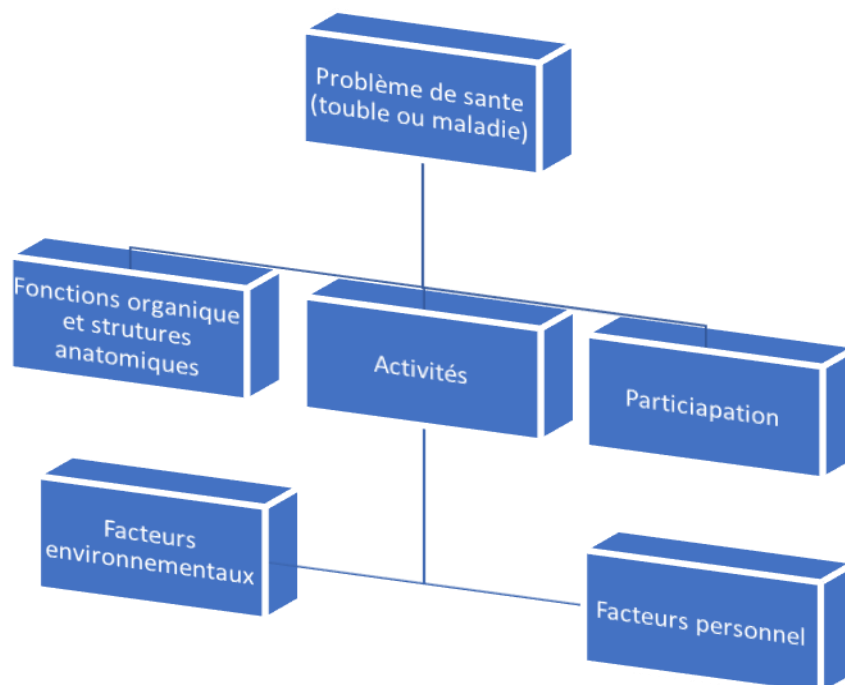 Problème de sante
(touble ou maladie)
Fonctions organique
et strutures
anatomiques
Activités
Particiapation
Facteurs
environnementaux
Facteurs personnel